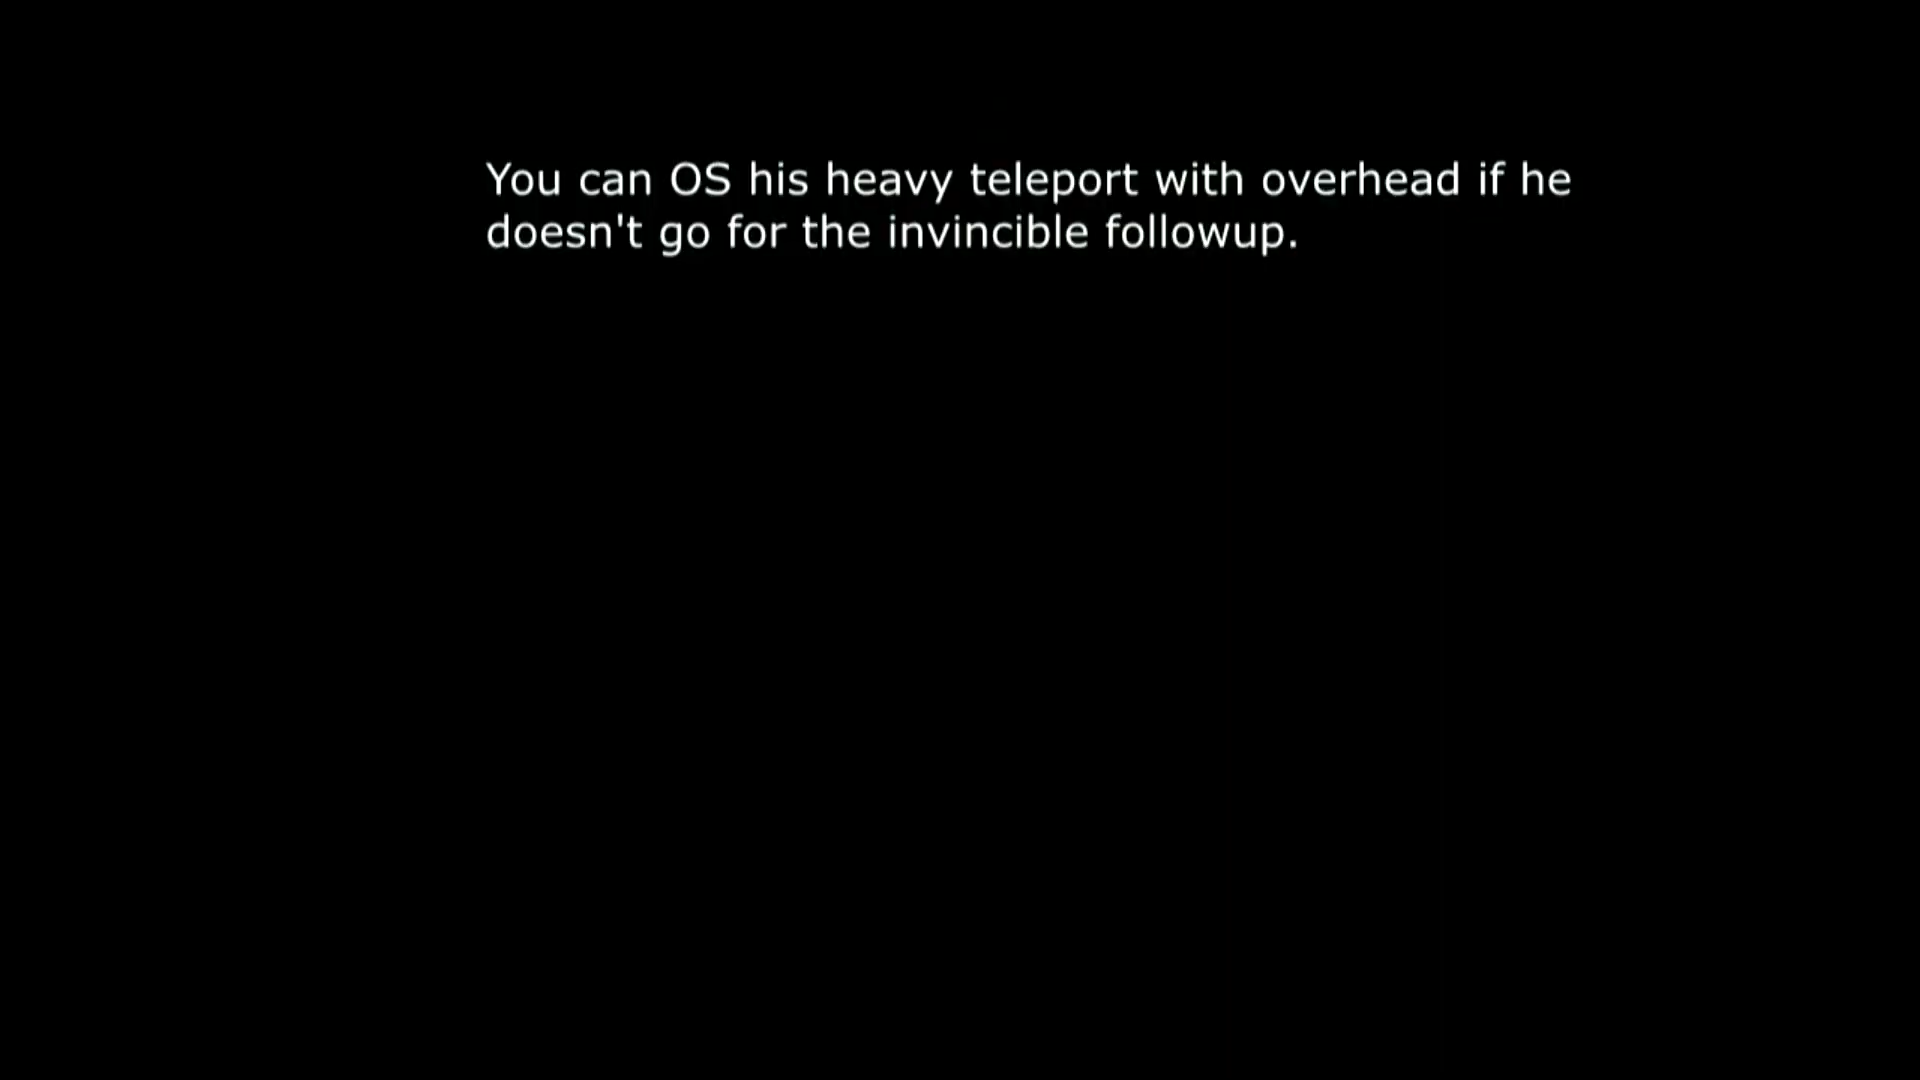 You can OS his heavy teleport with overhead if he
doesn't go for the invincible followup.